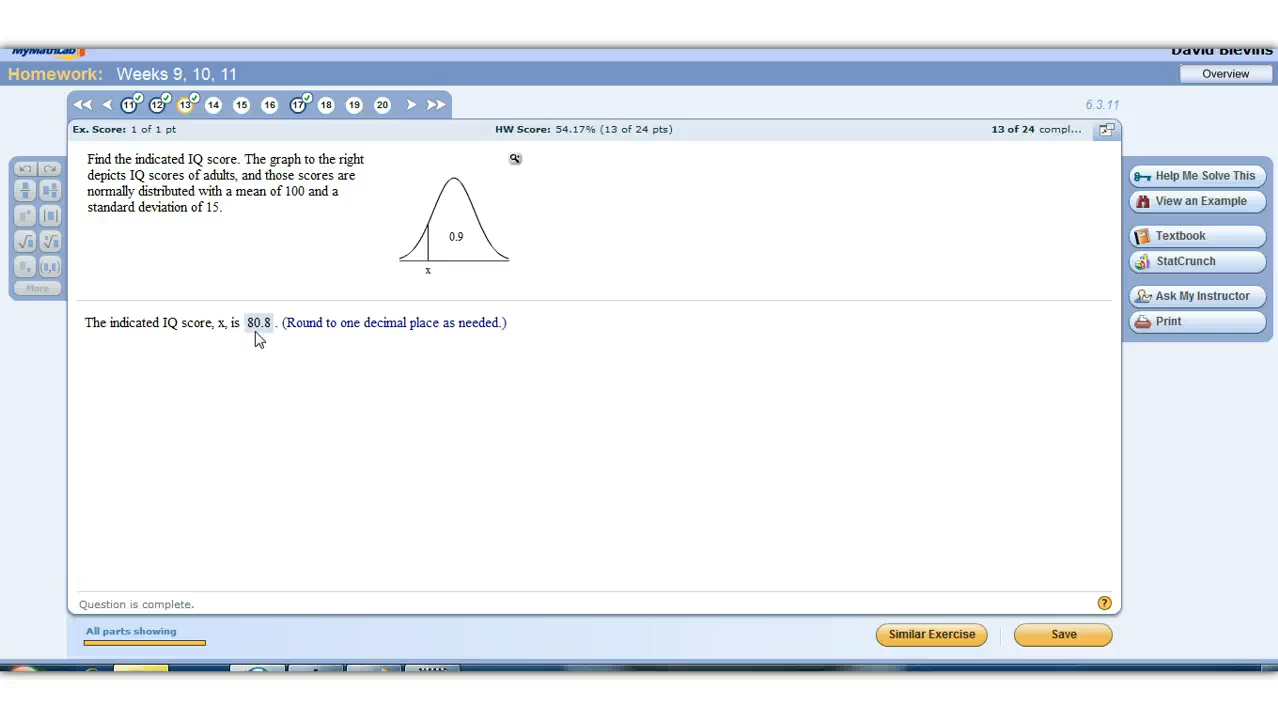 MyMathLab
David Blevins
Homework: Weeks 9, 10, 11
Overview
11 12 13 14 15 16 17 18 19 20
6.3.11
Ex. Score: 1 of 1 pt
HW Score: 54.17% (13 of 24 pts)
13 of 24 compl...
Find the indicated IQ score. The graph to the right
depicts IQ scores of adults, and those scores are
normally distributed with a mean of 100 and a
standard deviation of 15.
0.9
x
The indicated IQ score, x, is 80.8 . (Round to one decimal place as needed.)
More
Help Me Solve This
View an Example
Textbook
StatCrunch
Ask My Instructor
Print
Question is complete.
?
All parts showing
Similar Exercise
Save